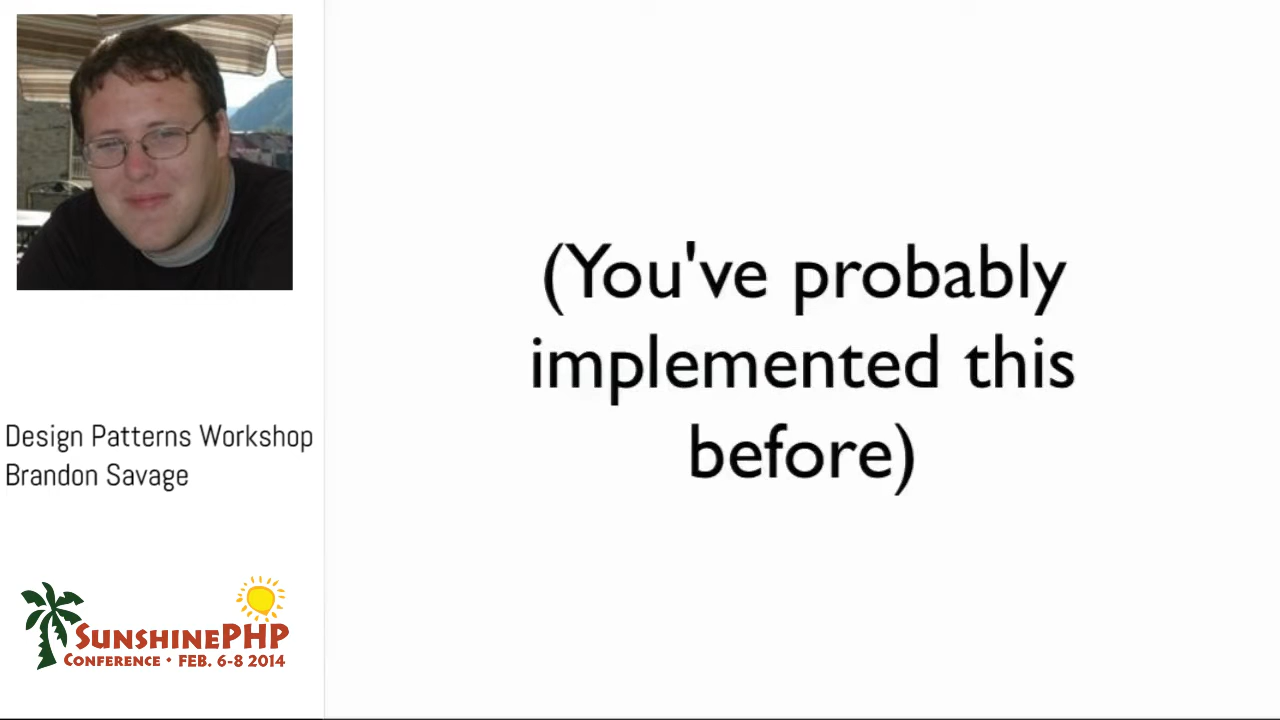 (You've probably
implemented this
before)
Design Patterns Workshop
Brandon Savage
SUNSHINEPHP
CONFERENCE • FEB. 6-8 2014